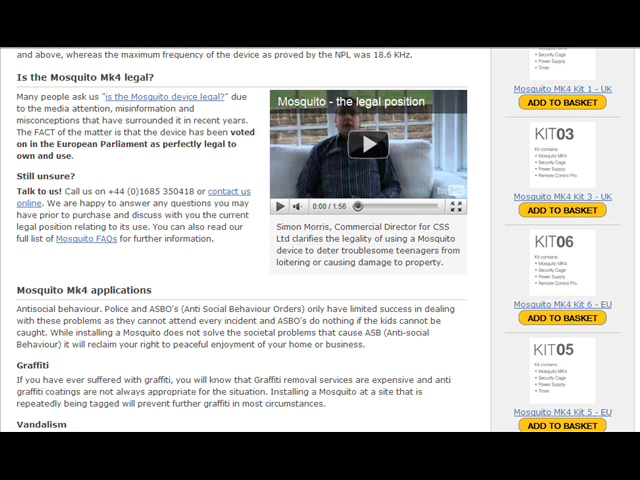 and above, whereas the maximum frequency of the device as proved by the NPL was 18.6 KHz.
Is the Mosquito Mk4 legal?
Many people ask us "is the Mosquito device legal?" due
to the media attention, misinformation and
misconceptions that have surrounded it in recent years.
The FACT of the matter is that the device has been voted
on in the European Parliament as perfectly legal to
own and use.
Still unsure?
Talk to us! Call us on +44 (0)1685 350418 or contact us
online. We are happy to answer any questions you may
have prior to purchase and discuss with you the current
legal position relating to its use. You can also read our
full list of Mosquito FAQs for further information.
Mosquito - the legal position
YouTube
0:00 / 1:56
Simon Morris, Commercial Director for CSS
Ltd clarifies the legality of using a Mosquito
device to deter troublesome teenagers from
loitering or causing damage to property.
Mosquito Mk4 applications
Antisocial behaviour. Police and ASBO's (Anti Social Behaviour Orders) only have limited success in dealing
with these problems as they cannot attend every incident and ASBO's do nothing if the kids cannot be
caught. While installing a Mosquito does not solve the societal problems that cause ASB (Anti-social
Behaviour) it will reclaim your right to peaceful enjoyment of your home or business.
Graffiti
If you have ever suffered with graffiti, you will know that Graffiti removal services are expensive and anti
graffiti coatings are not always appropriate for the situation. Installing a Mosquito at a site that is
repeatedly being tagged will prevent further graffiti in most circumstances.
Vandalism
• Security Cage
• Power Supply
• Timer
Mosquito MK4 Kit 1 - UK
ADD TO BASKET
KIT03
Kit contains:
• Mosquito MK4
• Security Cage
• Power Supply
• Remote Control Pro
Mosquito MK4 Kit 3 - UK
ADD TO BASKET
KIT06
Kit contains:
• Mosquito MK4
• Security Cage
• Power Supply
• Remote Control Pro
Mosquito MK4 Kit 6 - EU
ADD TO BASKET
KIT05
Kit contains:
• Mosquito MK4
• Security Cage
• Power Supply
• Timer
Mosquito MK4 Kit 5 - EU
ADD TO BASKET